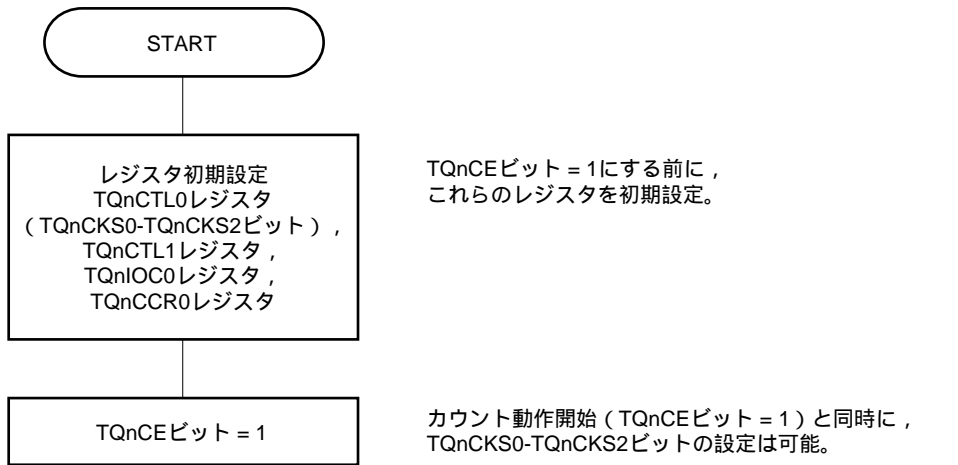 START
レジスタ初期設定
TQnCTL0レジスタ
(TQnCKS0-TQnCKS2ビット),
TQnCTL1レジスタ,
TQnIOC0レジスタ,
TQnCCR0レジスタ
TQnCEビット = 1にする前に,
これらのレジスタを初期設定。
TQnCEビット = 1
カウント動作開始(TQnCEビット = 1)と同時に,
TQnCKS0-TQnCKS2ビットの設定は可能。